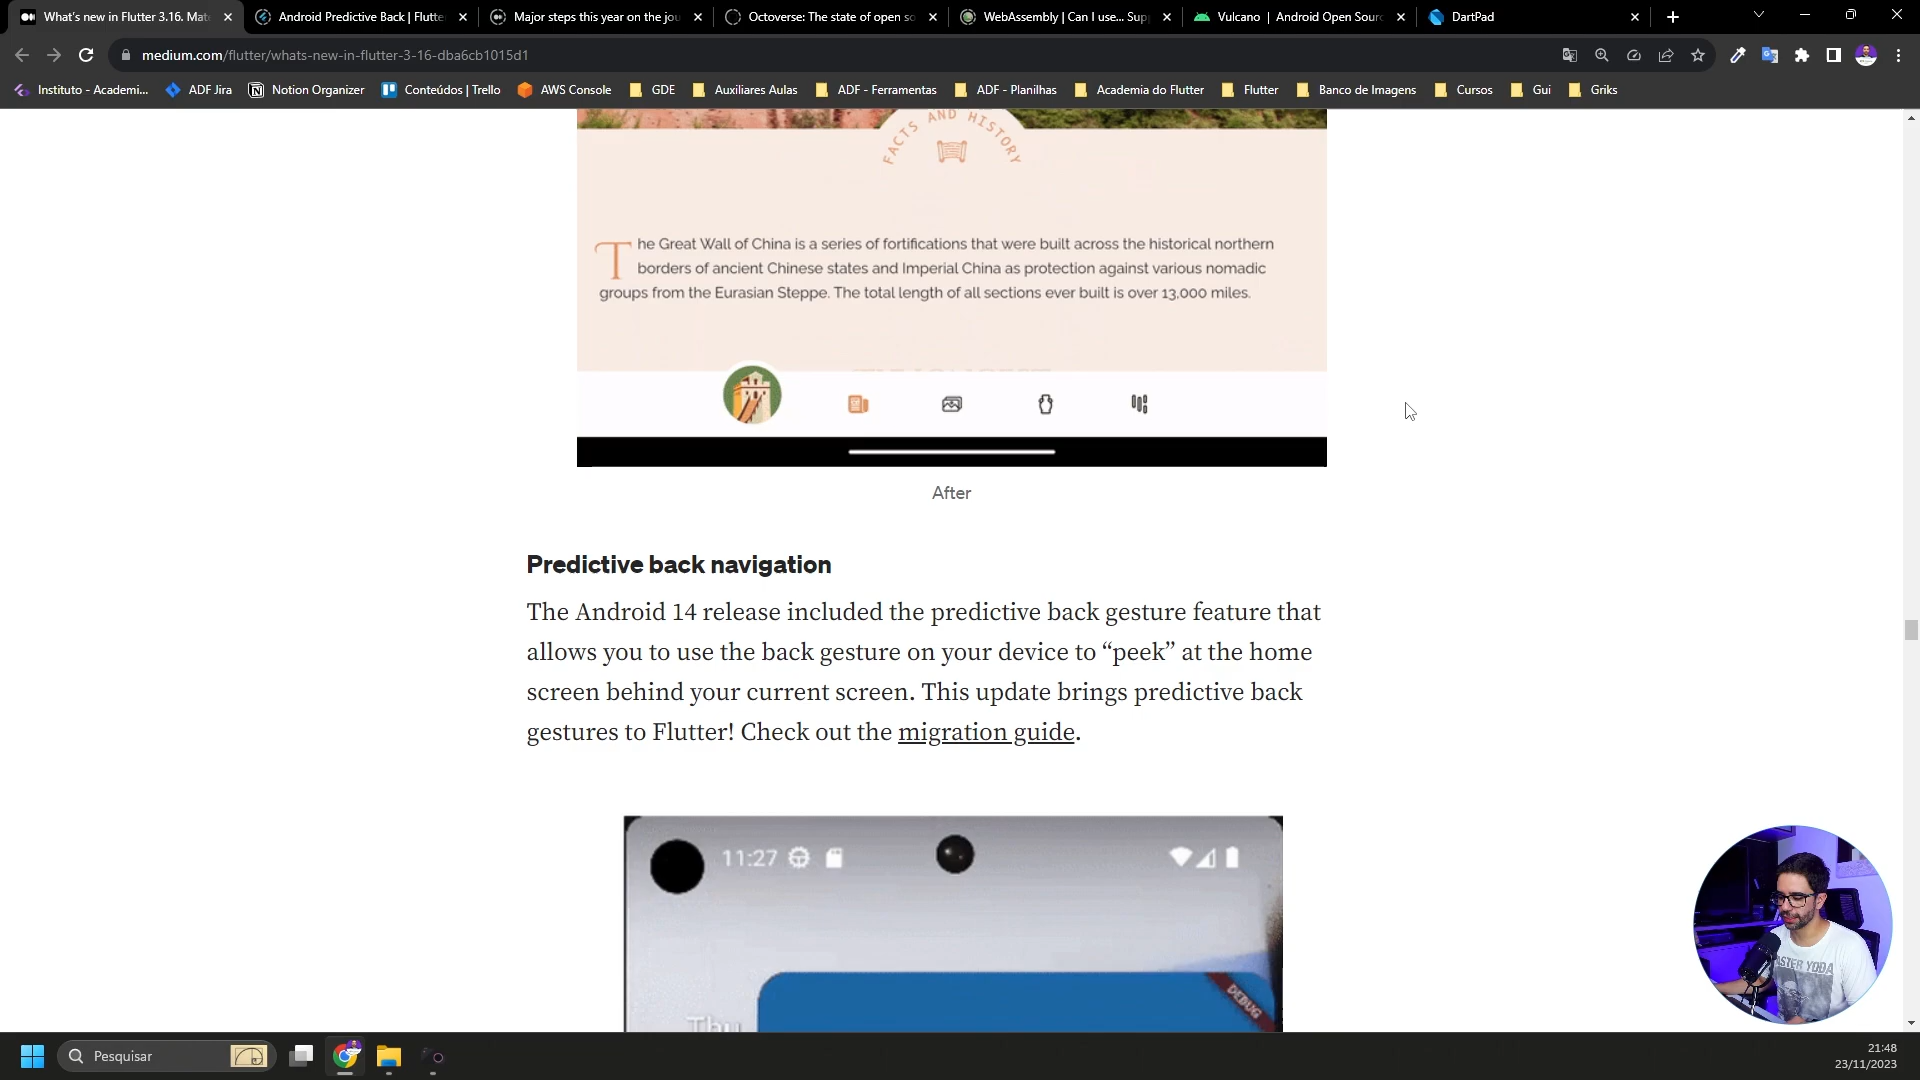 What's new in Flutter 3.16. Mat
Android Predictive Back | Flutte
Major steps this year on the jou
Octoverse: The state of open so
WebAssembly | Can I use... Supp
Vulcano | Android Open Sourc
DartPad
medium.com/flutter/whats-new-in-flutter-3-16-dba6cb1015d1
Instituto - Academi...
ADF Jira
Notion Organizer
Conteúdos | Trello
AWS Console
GDE
Auxiliares Aulas
ADF - Ferramentas
ADF - Planilhas
Academia do Flutter
Flutter
Banco de Imagens
Cursos
Gui
Griks
FACTS AND HISTORY
The Great Wall of China is a series of fortifications that were built across the historical northern
borders of ancient Chinese states and Imperial China as protection against various nomadic
groups from the Eurasian Steppe. The total length of all sections ever built is over 13,000 miles.
After
Predictive back navigation
The Android 14 release included the predictive back gesture feature that
allows you to use the back gesture on your device to “peek” at the home
screen behind your current screen. This update brings predictive back
gestures to Flutter! Check out the migration guide.
11:27
DEBUG
Thu
MASTER YODA
Pesquisar
21:48
23/11/2023